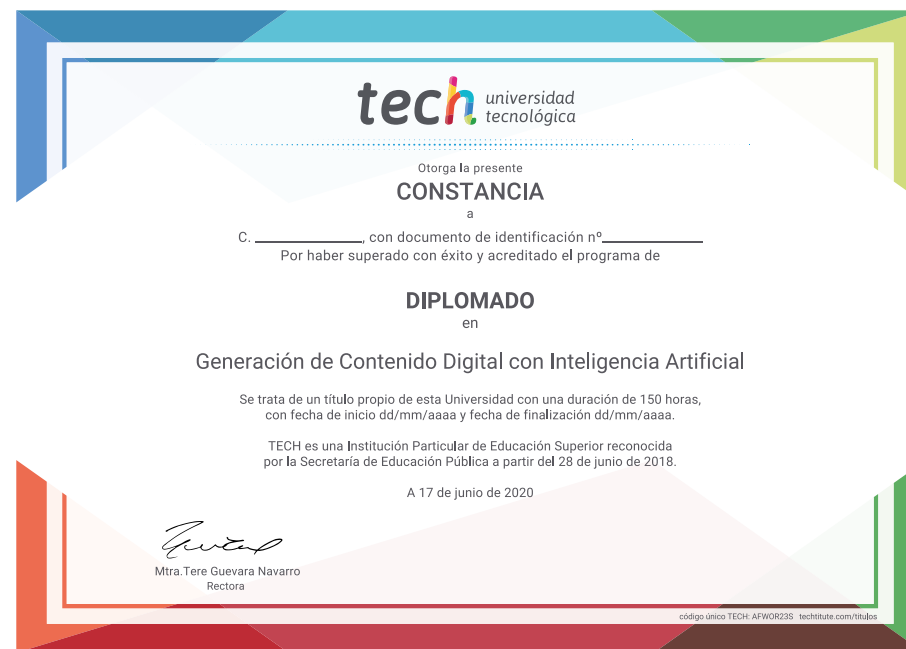 tech universidad
tecnológica
Otorga la presente
CONSTANCIA
a
C. ____________, con documento de identificación nº____________
Por haber superado con éxito y acreditado el programa de
DIPLOMADO
en
Generación de Contenido Digital con Inteligencia Artificial
Se trata de un título propio de esta Universidad con una duración de 150 horas,
con fecha de inicio dd/mm/aaaa y fecha de finalización dd/mm/aaaa.
TECH es una Institución Particular de Educación Superior reconocida
por la Secretaría de Educación Pública a partir del 28 de junio de 2018.
A 17 de junio de 2020
Mtra.Tere Guevara Navarro
Rectora
código único TECH: AFWOR23S techtitute.com/titulos